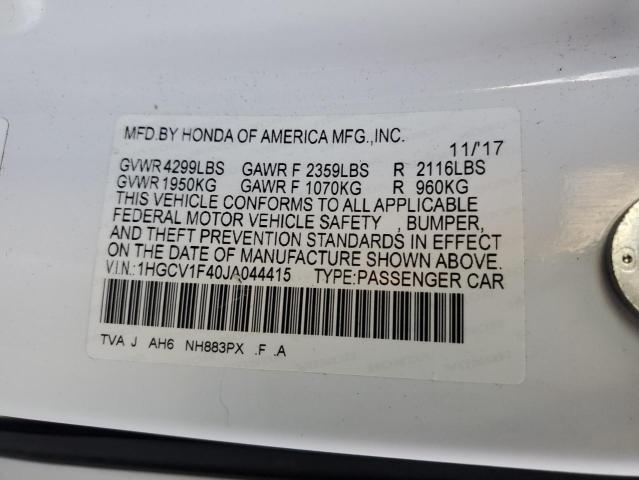 MFD.BY HONDA OF AMERICA MFG.,INC. 11/'17
GVWR 4299LBS GAWR F 2359LBS R 2116LBS
GVWR 1950KG GAWR F 1070KG R 960KG
THIS VEHICLE CONFORMS TO ALL APPLICABLE
FEDERAL MOTOR VEHICLE SAFETY , BUMPER,
AND THEFT PREVENTION STANDARDS IN EFFECT
ON THE DATE OF MANUFACTURE SHOWN ABOVE.
V.I.N.:1HGCV1F40JA044415 TYPE:PASSENGER CAR
TVA J AH6 NH883PX .F .A